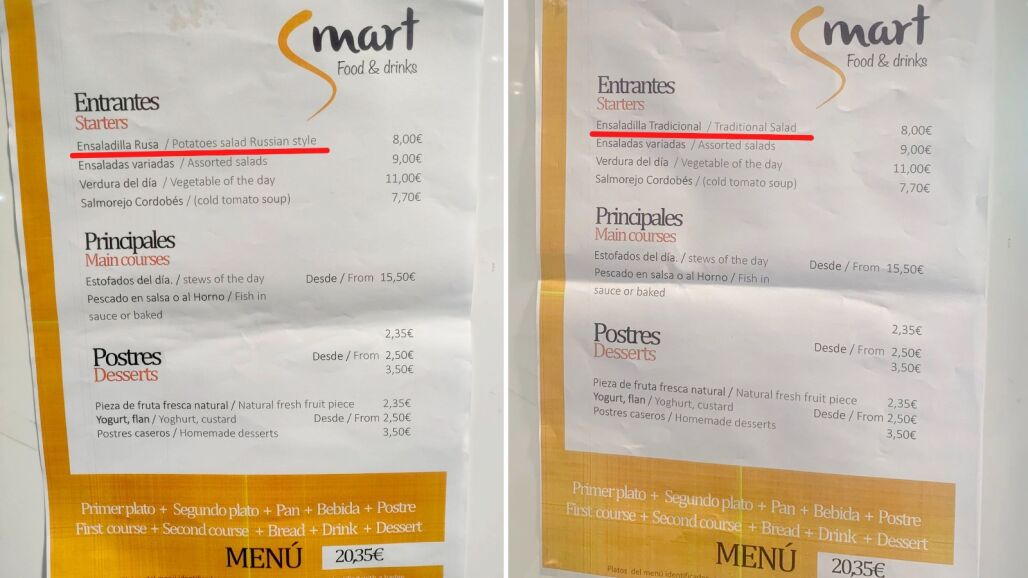 Smart
Food & drinks
Entrantes
Starters
Ensaladilla Rusa / Potatoes salad Russian style 8,00€
Ensaladas variadas / Assorted salads 9,00€
Verdura del día / Vegetable of the day 11,00€
Salmorejo Cordobés / (cold tomato soup) 7,70€
Principales
Main courses
Estofados del día. / stews of the day Desde / From 15,50€
Pescado en salsa o al Horno / Fish in
sauce or baked
2,35€
Postres Desde / From 2,50€
Desserts 3,50€
Pieza de fruta fresca natural / Natural fresh fruit piece 2,35€
Yogurt, flan / Yoghurt, custard Desde / From 2,50€
Postres caseros / Homemade desserts 3,50€
Primer plato + Segundo plato + Pan + Bebida + Postre
First course + Second course + Bread + Drink + Dessert
MENÚ 20,35€
Smart
Food & drinks
Entrantes
Starters
Ensaladilla Tradicional / Traditional Salad 8,00€
Ensaladas variadas / Assorted salads 9,00€
Verdura del día / Vegetable of the day 11,00€
Salmorejo Cordobés / (cold tomato soup) 7,70€
Principales
Main courses
Estofados del día. / stews of the day Desde / From 15,50€
Pescado en salsa o al Horno / Fish in
sauce or baked
2,35€
Postres Desde / From 2,50€
Desserts 3,50€
Pieza de fruta fresca natural / Natural fresh fruit piece 2,35€
Yogurt, flan / Yoghurt, custard Desde / From 2,50€
Postres caseros / Homemade desserts 3,50€
Primer plato + Segundo plato + Pan + Bebida + Postre
First course + Second course + Bread + Drink + Dessert
MENÚ 20,35€
Platos del menú